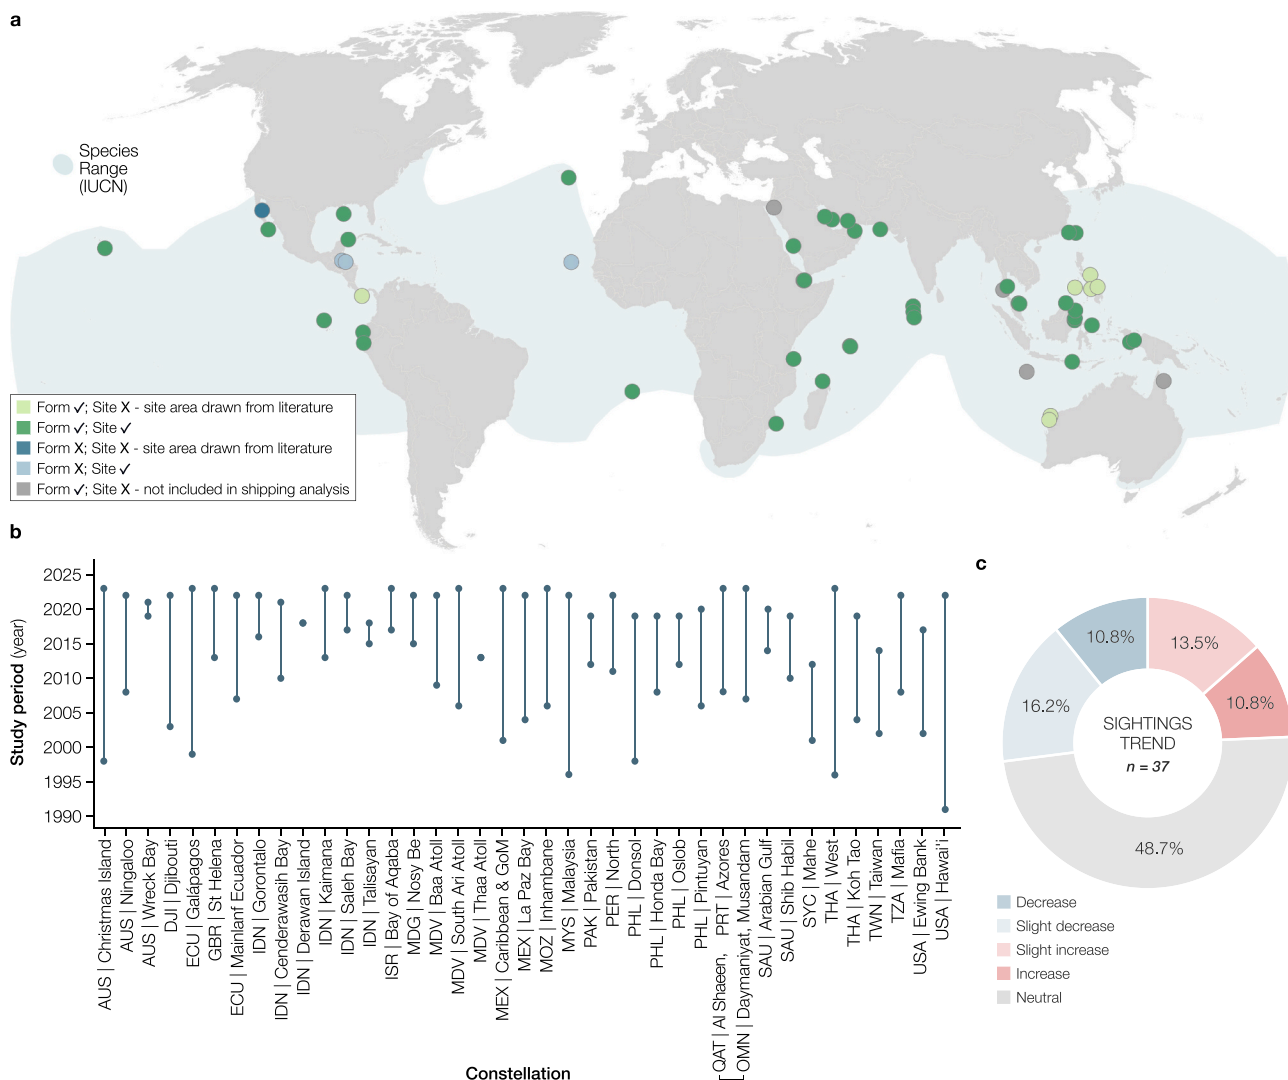 a
Species
Range
(IUCN)
Form ✓; Site X - site area drawn from literature
Form ✓; Site ✓
Form X; Site X - site area drawn from literature
Form X; Site ✓
Form ✓; Site X - not included in shipping analysis
b
Study period (year)
2025
2020
2015
2010
2005
2000
1995
1990
AUS | Christmas Island
AUS | Ningaloo
AUS | Wreck Bay
DJI | Djibouti
ECU | Galápagos
GBR | St Helena
ECU | Mainlanf Ecuador
IDN | Gorontalo
IDN | Cenderawasih Bay
IDN | Derawan Island
IDN | Kaimana
IDN | Saleh Bay
IDN | Talisayan
ISR | Bay of Aqaba
MDG | Nosy Be
MDV | Baa Atoll
MDV | South Ari Atoll
MDV | Thaa Atoll
MEX | Caribbean & GoM
MEX | La Paz Bay
MOZ | Inhambane
MYS | Malaysia
PAK | Pakistan
PER | North
PHL | Donsol
PHL | Honda Bay
PHL | Oslob
PHL | Pintuyan
PRT | Azores
QAT | Al Shaeen,
OMN | Daymaniyat, Musandam
SAU | Arabian Gulf
SAU | Shib Habil
SYC | Mahe
THA | West
THA | Koh Tao
TWN | Taiwan
TZA | Mafia
USA | Ewing Bank
USA | Hawai'i
Constellation
c
10.8%
13.5%
16.2%
10.8%
48.7%
SIGHTINGS
TREND
n = 37
Decrease
Slight decrease
Slight increase
Increase
Neutral